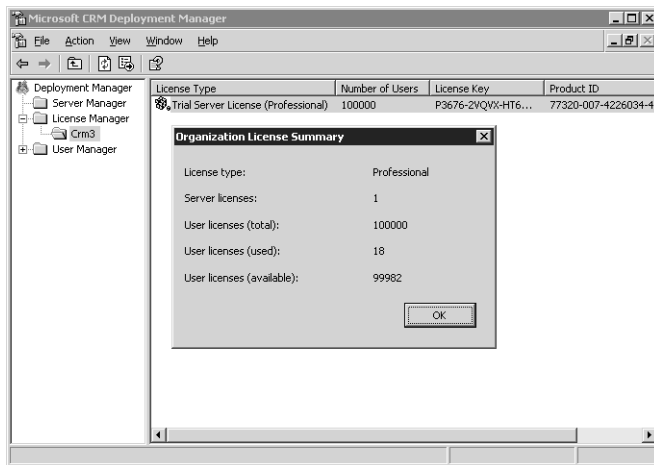 Microsoft CRM Deployment Manager
File Action View Window Help
Deployment Manager
Server Manager
License Manager
Crm3
User Manager
License Type Number of Users License Key Product ID
Trial Server License (Professional) 100000 P3676-2VQVX-HT6... 77320-007-4226034-4
Organization License Summary
License type: Professional
Server licenses: 1
User licenses (total): 100000
User licenses (used): 18
User licenses (available): 99982
OK